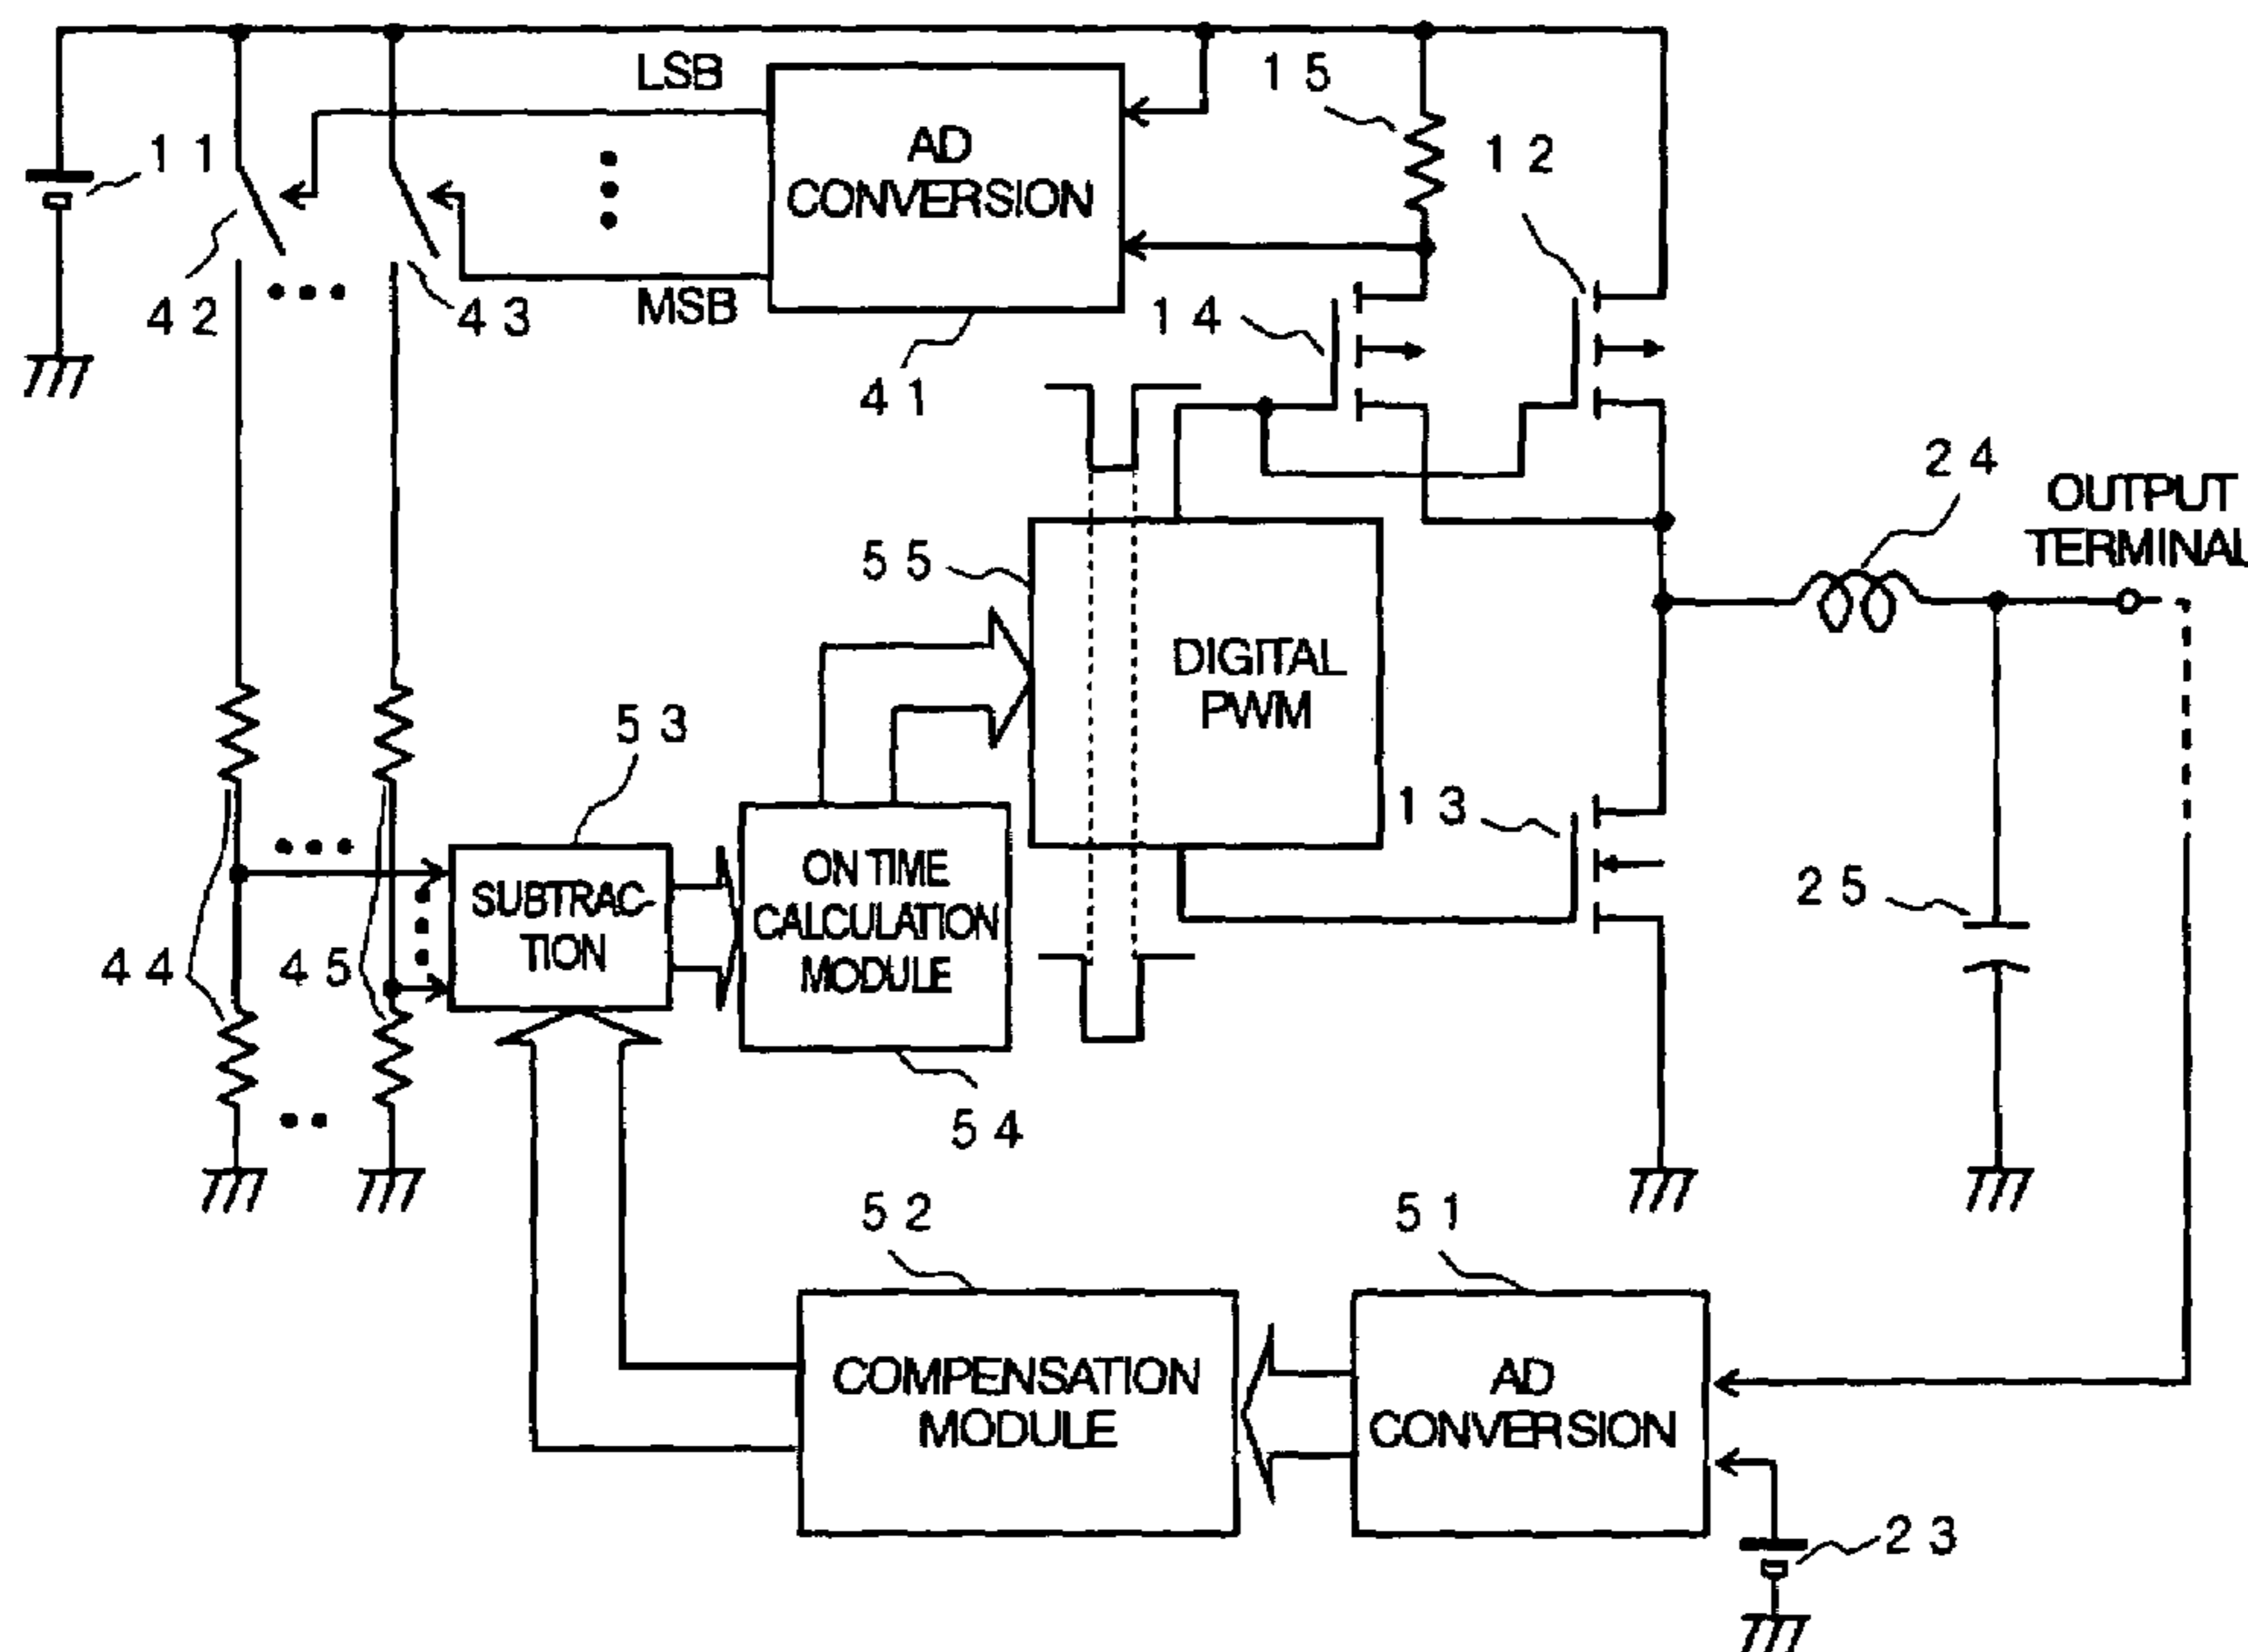 LSB
15
AD
CONVERSION
11
12
42
43
MSB
14
41
24
OUTPUT
TERMINAL
55
DIGITAL
PWM
53
13
ON TIME
CALCULATION
MODULE
SUBTRAC-
TION
25
44
45
54
52
51
COMPENSATION
MODULE
AD
CONVERSION
23